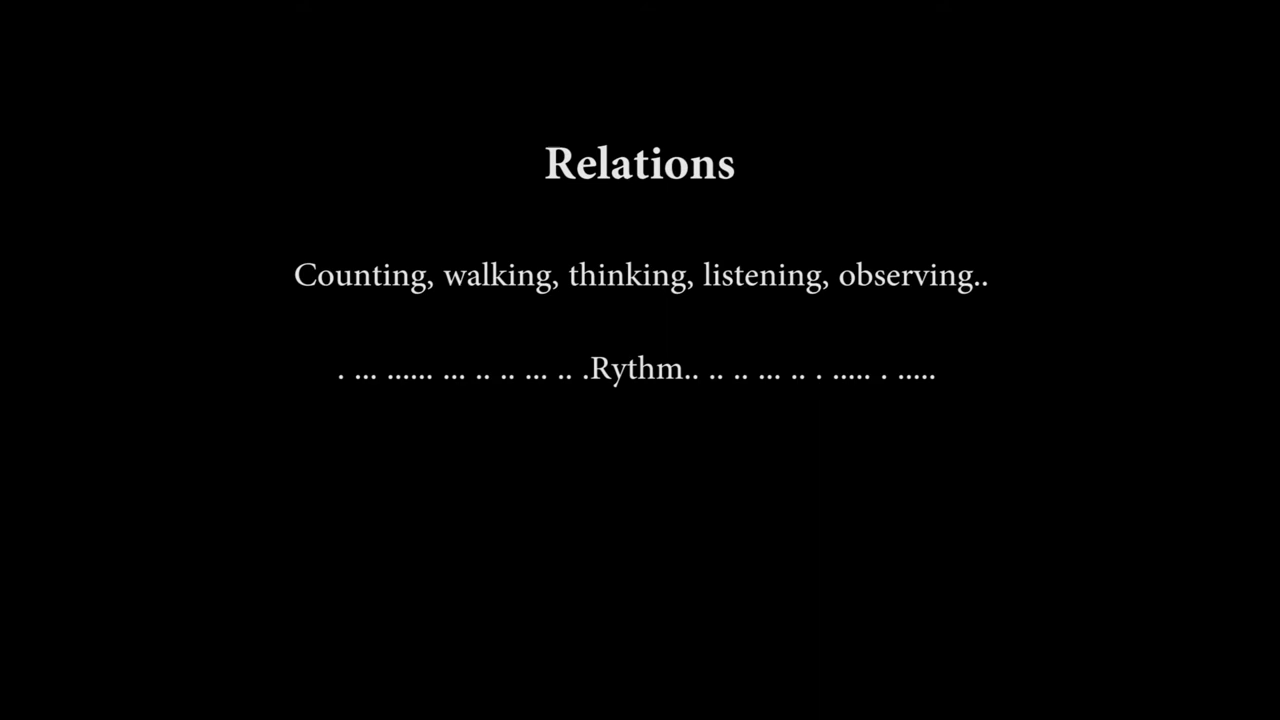 Relations
Counting, walking, thinking, listening, observing..
. ... ...... ... .. .. ... .. .Rythm.. .. .. ... .. . ..... . .....